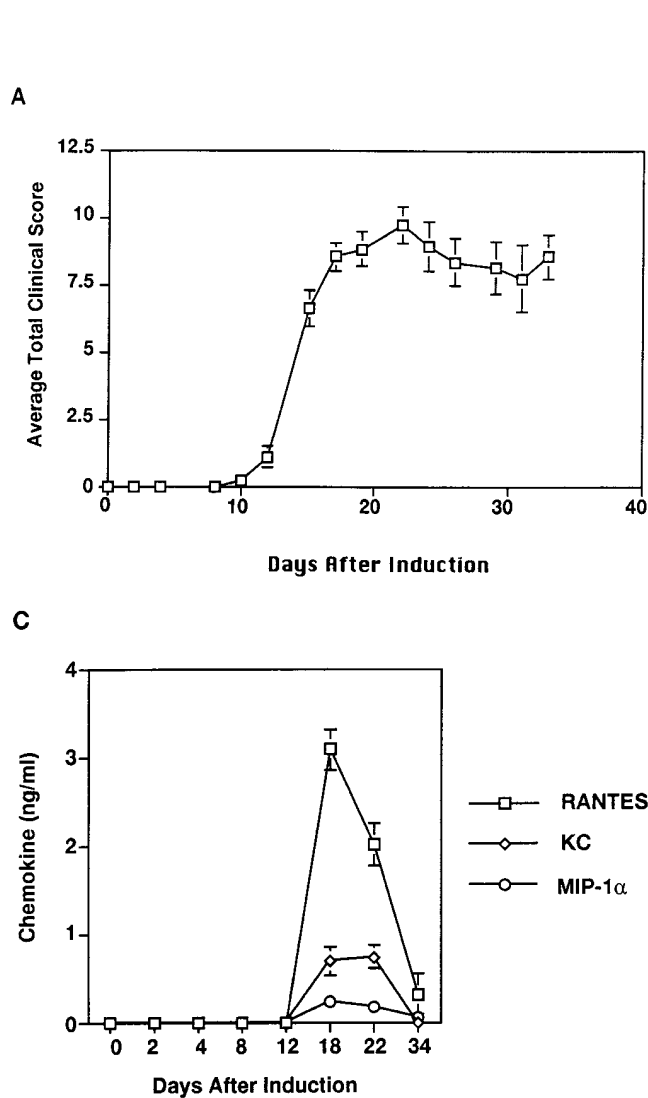 A
Average Total Clinical Score
12.5
10
7.5
5
2.5
0
0 10 20 30 40
Days After Induction
C
Chemokine (ng/ml)
4
3
2
1
0
0 2 4 8 12 18 22 34
Days After Induction
RANTES
KC
MIP-1α